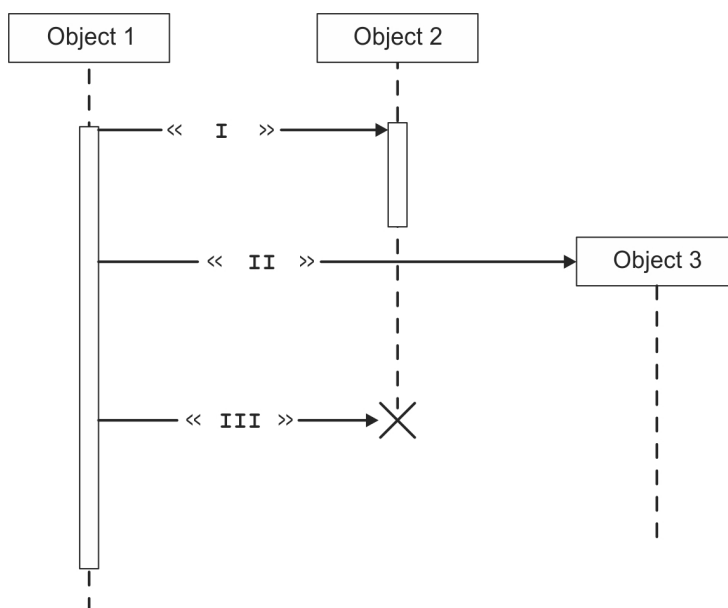 Object 1
Object 2
« I »
« II »
Object 3
« III »